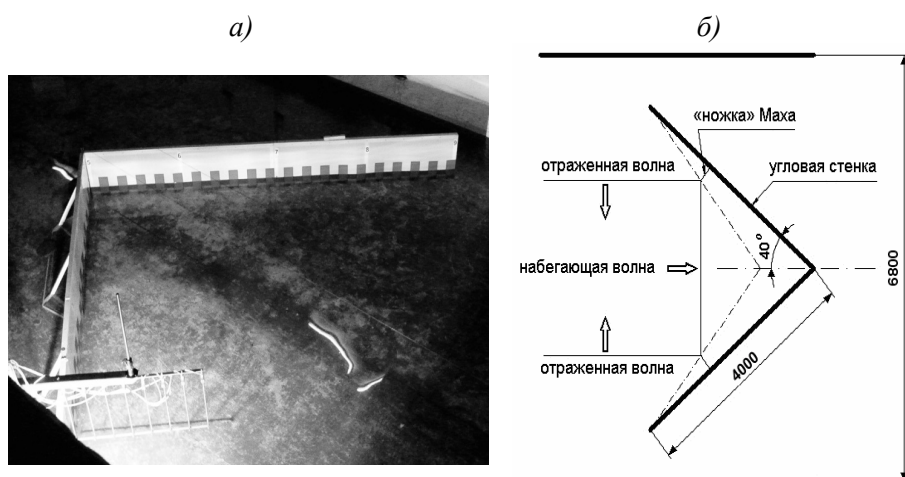 а)
б)
«ножка» Маха
отраженная волна
угловая стенка
40°
набегающая волна
6800
отраженная волна
4000